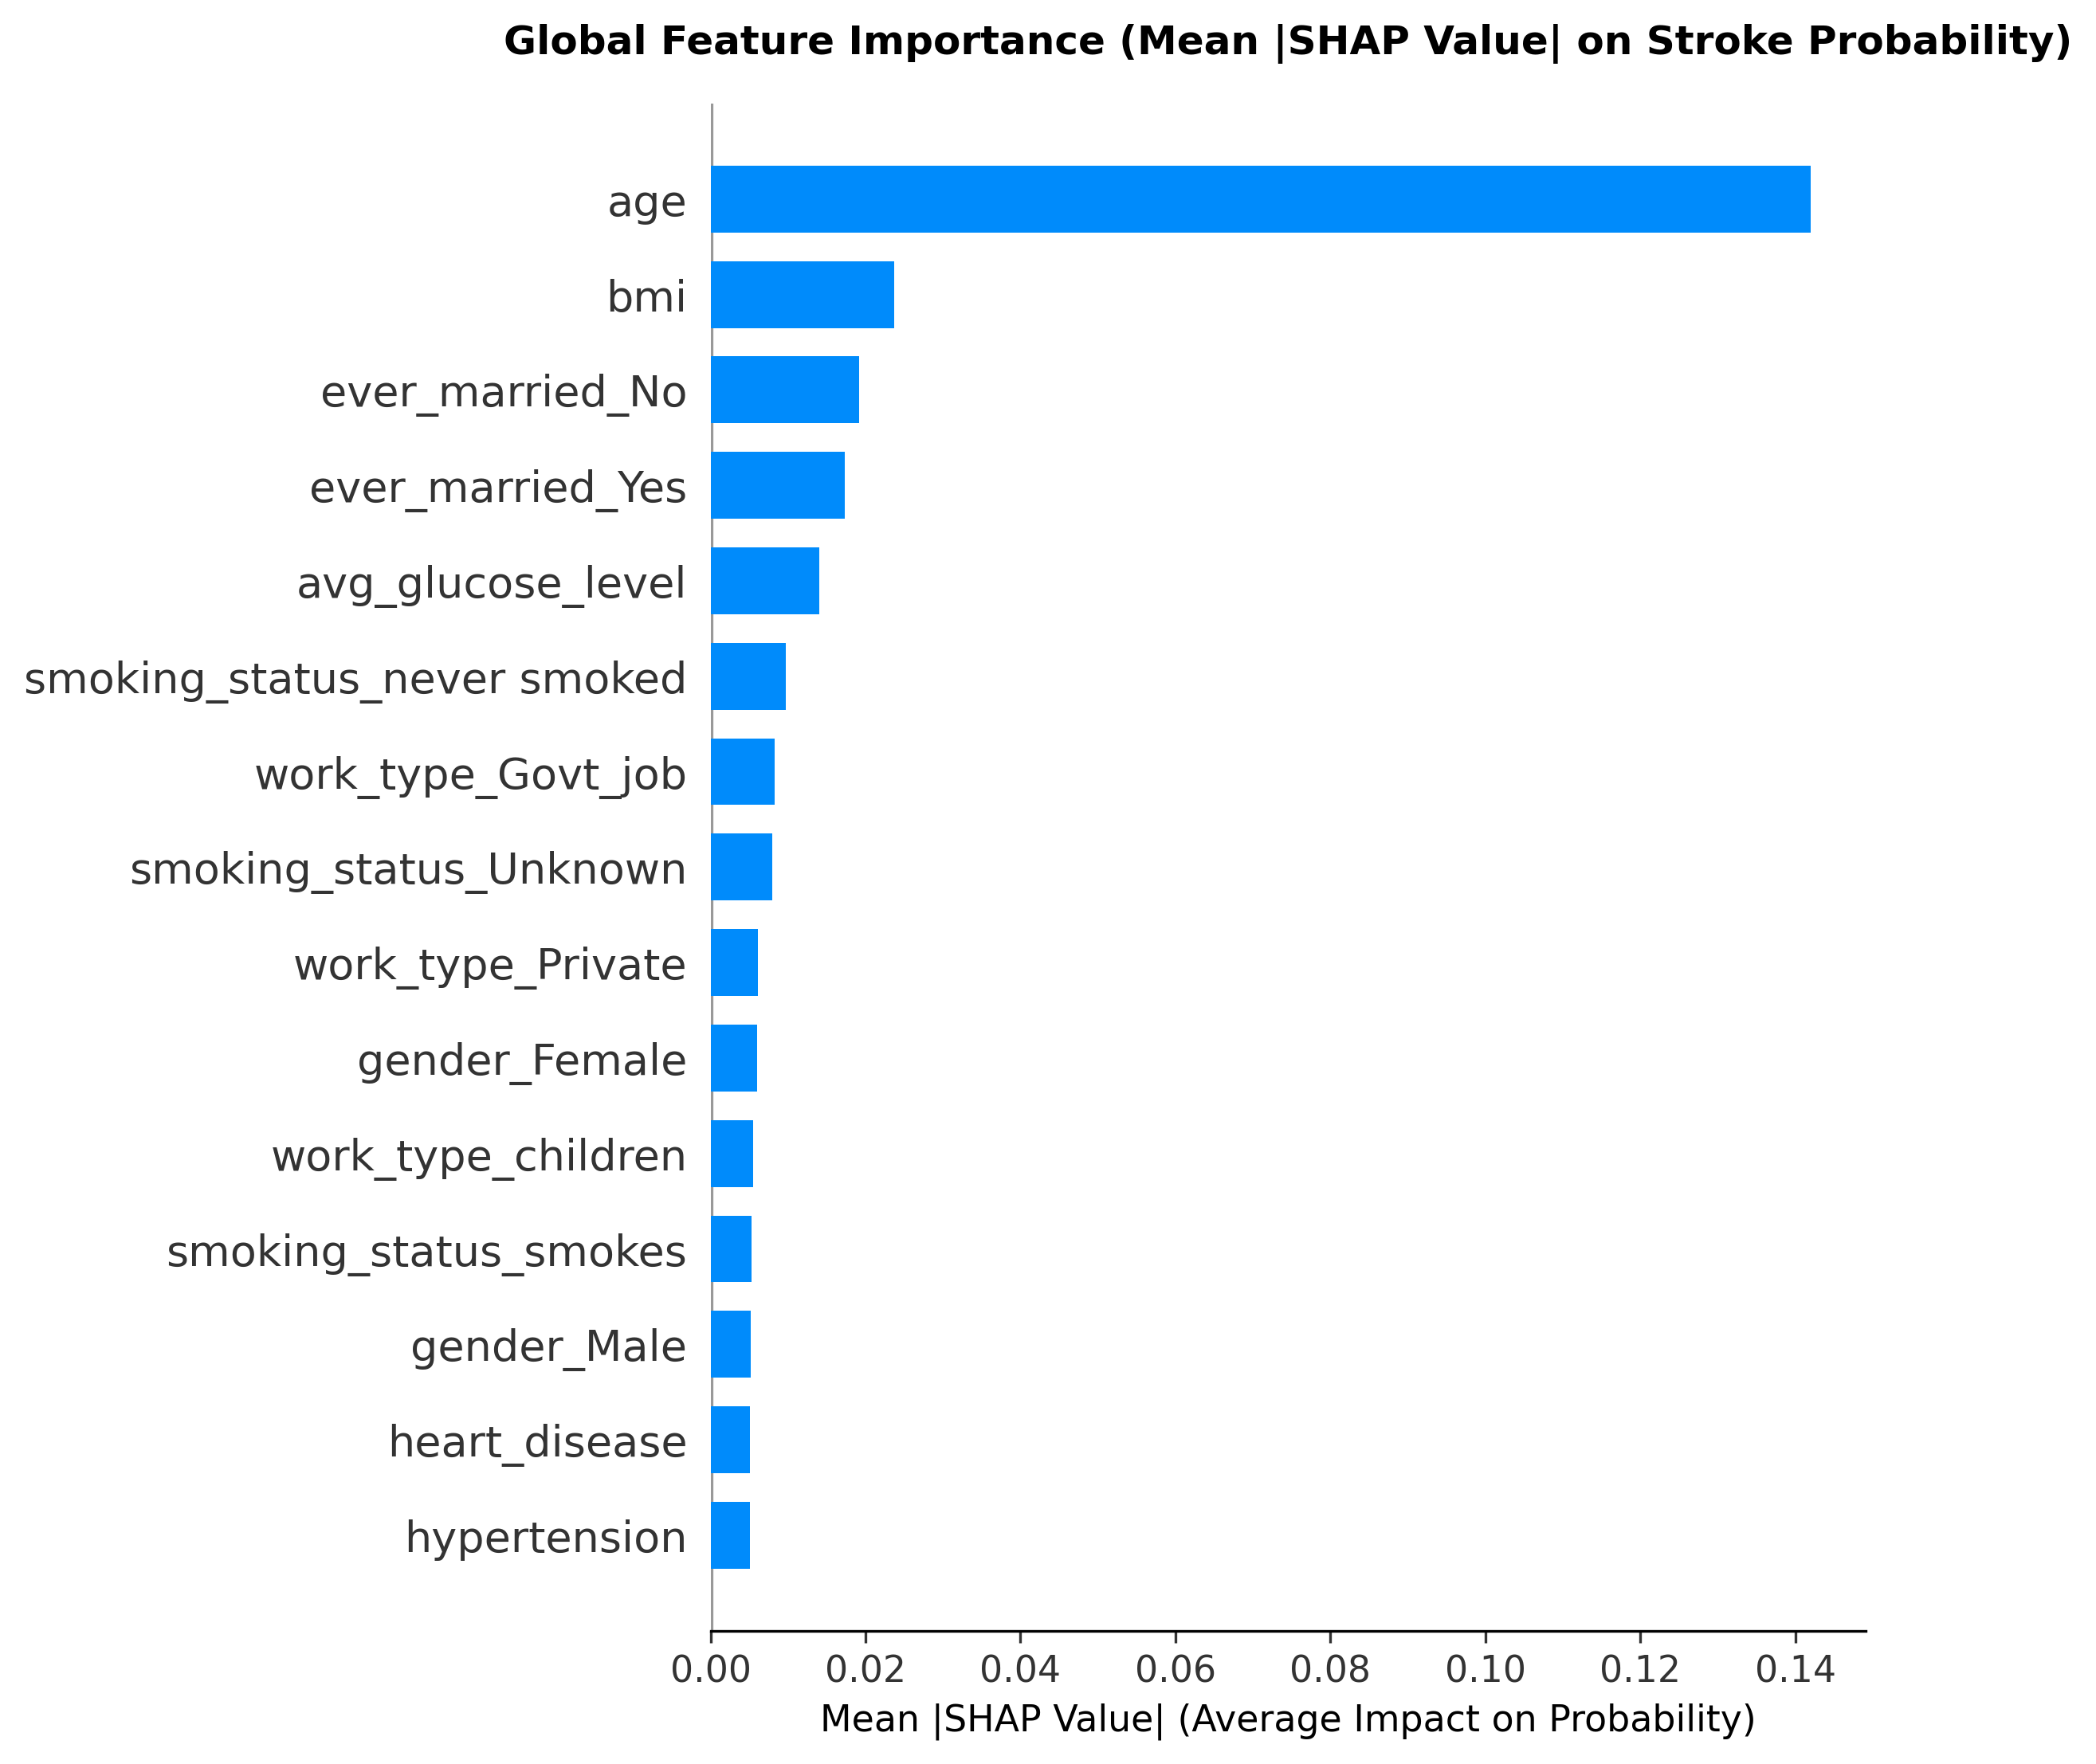 Global Feature Importance (Mean |SHAP Value| on Stroke Probability)
age
bmi
ever_married_No
ever_married_Yes
avg_glucose_level
smoking_status_never smoked
work_type_Govt_job
smoking_status_Unknown
work_type_Private
gender_Female
work_type_children
smoking_status_smokes
gender_Male
heart_disease
hypertension
0.00 0.02 0.04 0.06 0.08 0.10 0.12 0.14
Mean |SHAP Value| (Average Impact on Probability)